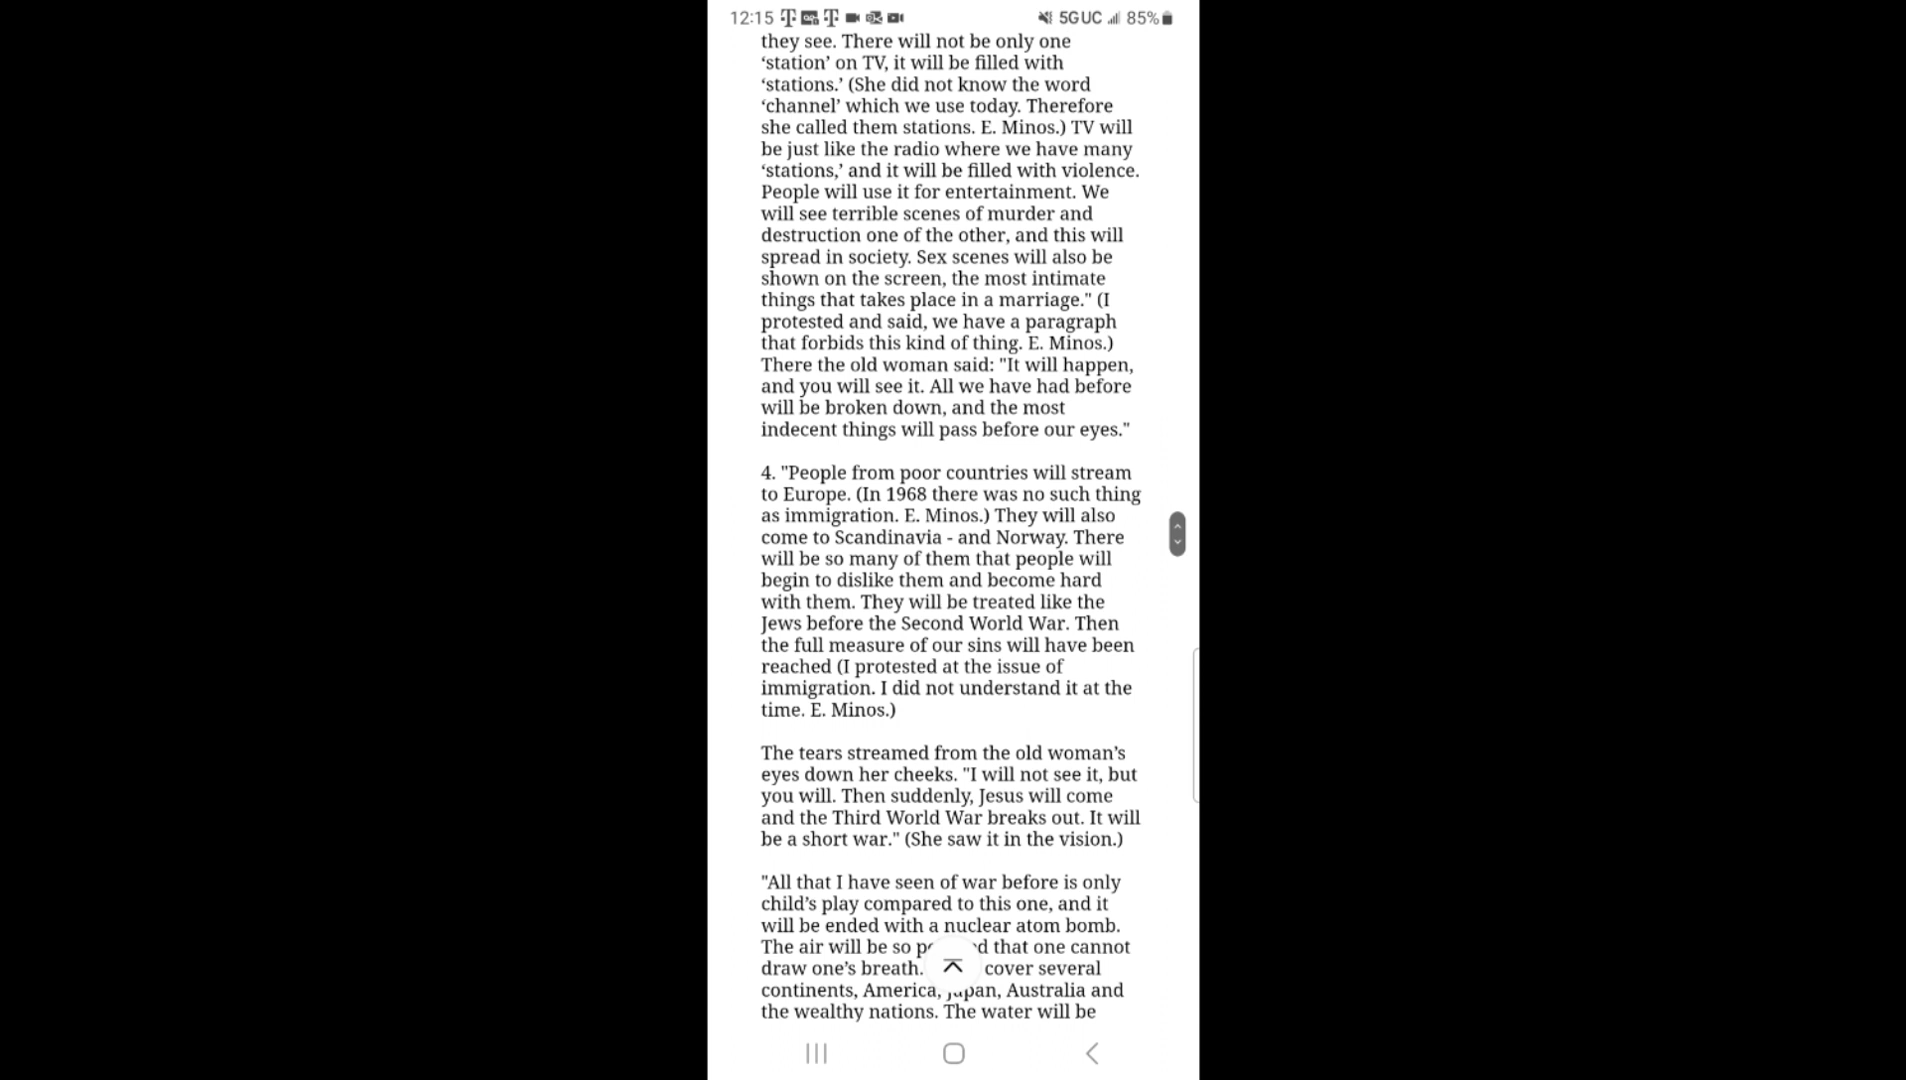 12:15 5G UC 85%
they see. There will not be only one
‘station’ on TV, it will be filled with
‘stations.’ (She did not know the word
‘channel’ which we use today. Therefore
she called them stations. E. Minos.) TV will
be just like the radio where we have many
‘stations,’ and it will be filled with violence.
People will use it for entertainment. We
will see terrible scenes of murder and
destruction one of the other, and this will
spread in society. Sex scenes will also be
shown on the screen, the most intimate
things that takes place in a marriage." (I
protested and said, we have a paragraph
that forbids this kind of thing. E. Minos.)
There the old woman said: "It will happen,
and you will see it. All we have had before
will be broken down, and the most
indecent things will pass before our eyes."
4. "People from poor countries will stream
to Europe. (In 1968 there was no such thing
as immigration. E. Minos.) They will also
come to Scandinavia - and Norway. There
will be so many of them that people will
begin to dislike them and become hard
with them. They will be treated like the
Jews before the Second World War. Then
the full measure of our sins will have been
reached (I protested at the issue of
immigration. I did not understand it at the
time. E. Minos.)
The tears streamed from the old woman’s
eyes down her cheeks. "I will not see it, but
you will. Then suddenly, Jesus will come
and the Third World War breaks out. It will
be a short war." (She saw it in the vision.)
"All that I have seen of war before is only
child’s play compared to this one, and it
will be ended with a nuclear atom bomb.
The air will be so that one cannot
draw one’s breath. cover several
continents, America, Japan, Australia and
the wealthy nations. The water will be